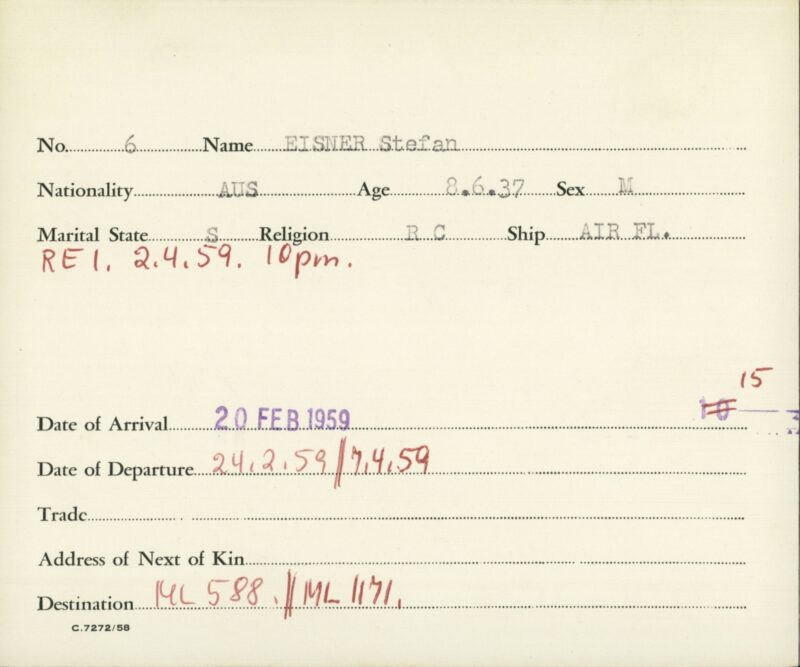 No. 6 Name EISNER Stefan
Nationality AUS Age 8.6.37 Sex M
Marital State S Religion R C Ship AIR FL.
RE 1. 2.4.59. 10pm.
15
Date of Arrival 20 FEB 1959 10
Date of Departure 24.2.59 // 7.4.59
Trade
Address of Next of Kin
Destination ML 588. // ML 1171.
C.7272/58